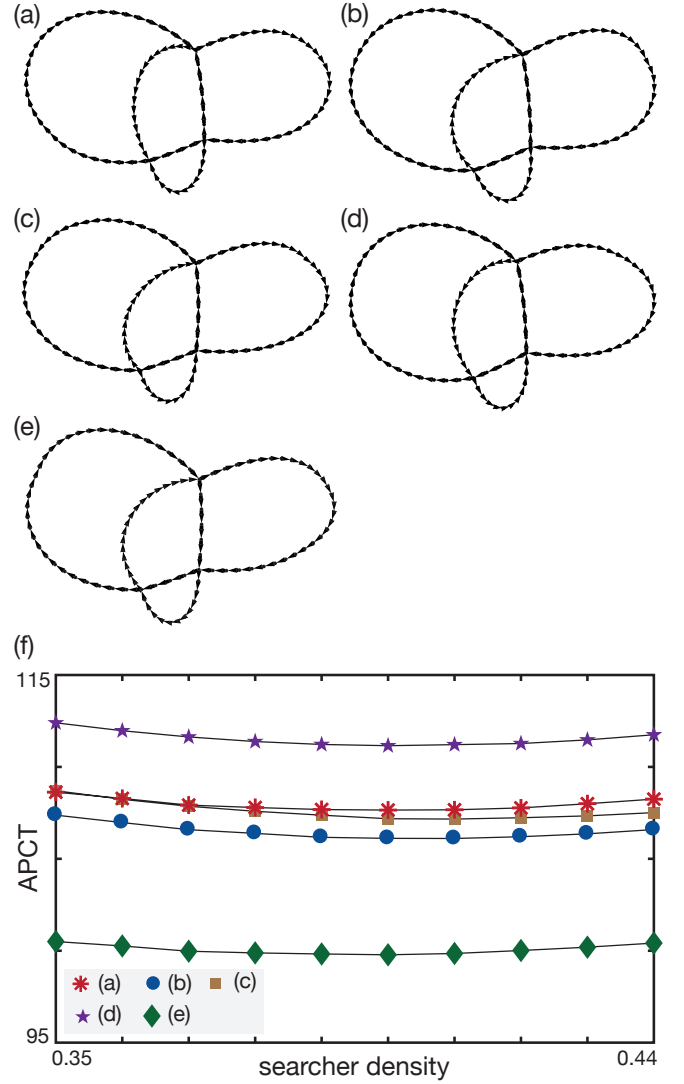 (a) (b)
(c) (d)
(e)
(f)
115
APCT
(a) (b) (c)
(d) (e)
95
0.35 searcher density 0.44